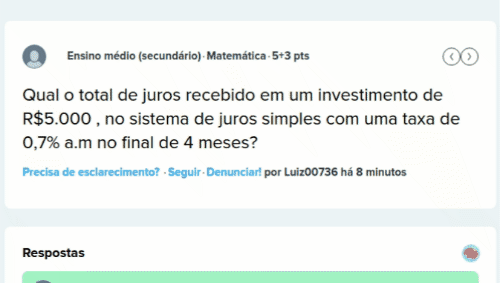 Ensino médio (secundário) · Matemática · 5+3 pts
Qual o total de juros recebido em um investimento de
R$5.000 , no sistema de juros simples com uma taxa de
0,7% a.m no final de 4 meses?
Precisa de esclarecimento? · Seguir · Denunciar! por Luiz00736 há 8 minutos
Respostas